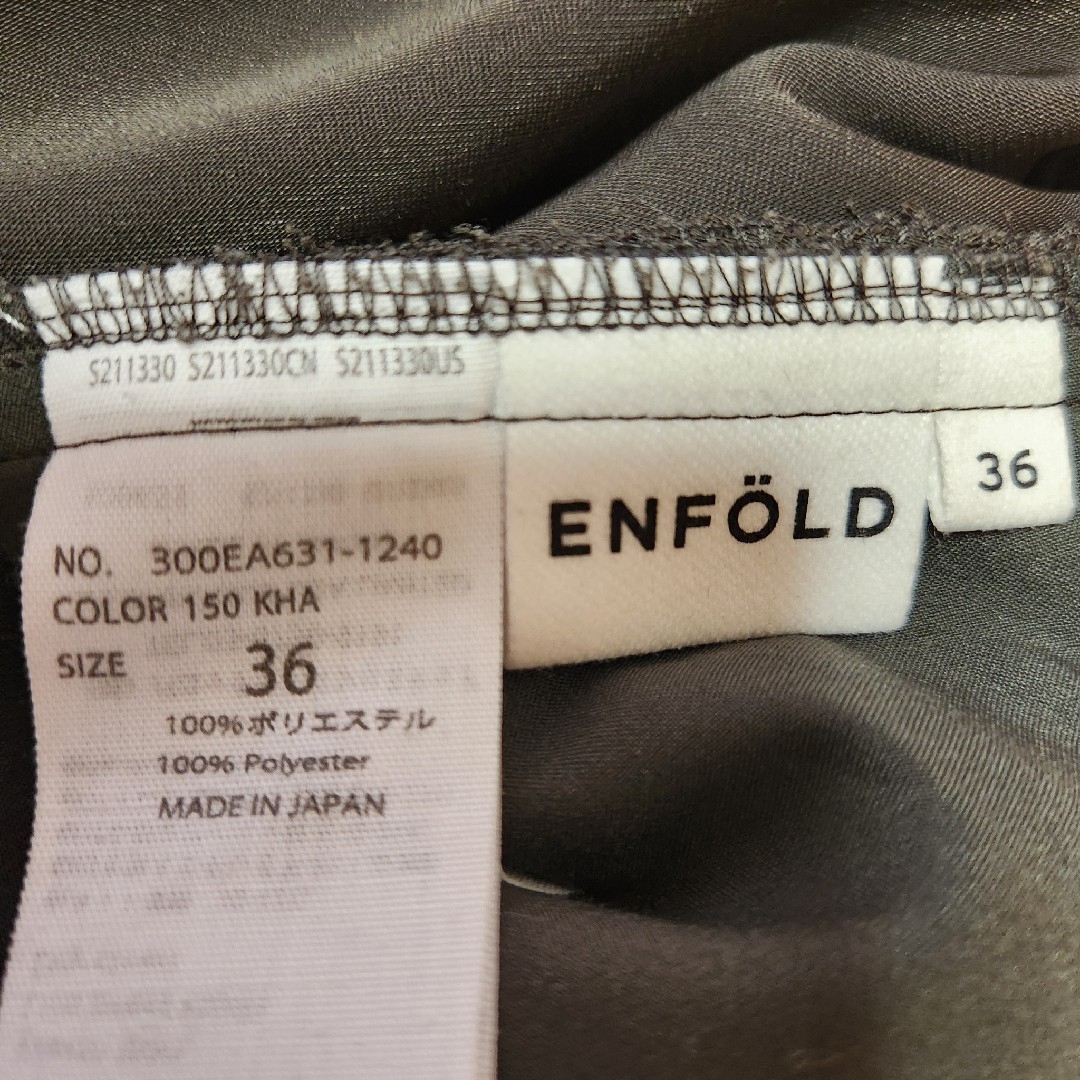 S211330 S211330CN S211330US
ENFÖLD
36
NO. 300EA631-1240
COLOR 150 KHA
SIZE 36
100%ポリエステル
100% Polyester
MADE IN JAPAN